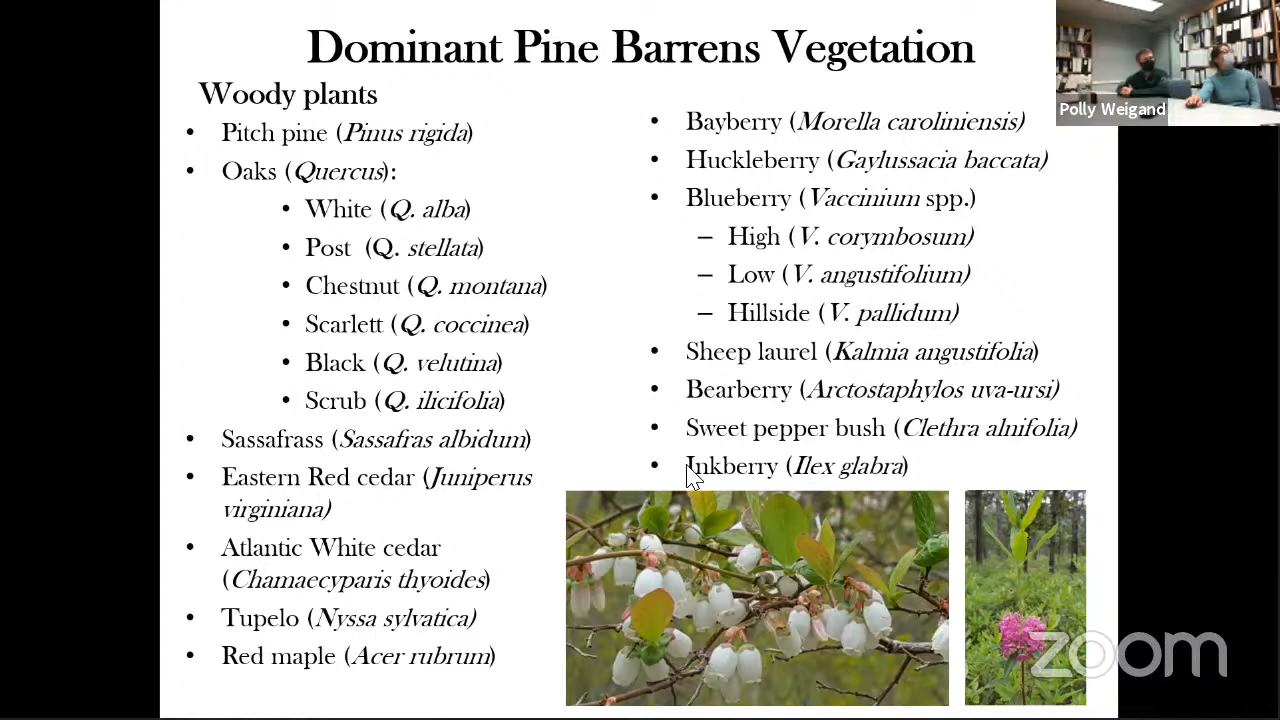 Dominant Pine Barrens Vegetation
Woody plants
• Pitch pine (Pinus rigida)
• Oaks (Quercus):
• White (Q. alba)
• Post (Q. stellata)
• Chestnut (Q. montana)
• Scarlett (Q. coccinea)
• Black (Q. velutina)
• Scrub (Q. ilicifolia)
• Sassafrass (Sassafras albidum)
• Eastern Red cedar (Juniperus
virginiana)
• Atlantic White cedar
(Chamaecyparis thyoides)
• Tupelo (Nyssa sylvatica)
• Red maple (Acer rubrum)
• Bayberry (Morella caroliniensis)
• Huckleberry (Gaylussacia baccata)
• Blueberry (Vaccinium spp.)
– High (V. corymbosum)
– Low (V. angustifolium)
– Hillside (V. pallidum)
• Sheep laurel (Kalmia angustifolia)
• Bearberry (Arctostaphylos uva-ursi)
• Sweet pepper bush (Clethra alnifolia)
• Inkberry (Ilex glabra)
Polly Weigand
zoom